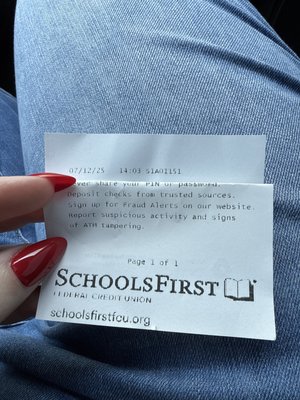 07/12/25 14:03 S1A01151
Never share your PIN or password.
Deposit checks from trusted sources.
Sign up for Fraud Alerts on our website.
Report suspicious activity and signs
of ATM tampering.
Page 1 of 1
SCHOOLSFIRST
FEDERAL CREDIT UNION
schoolsfirstfcu.org